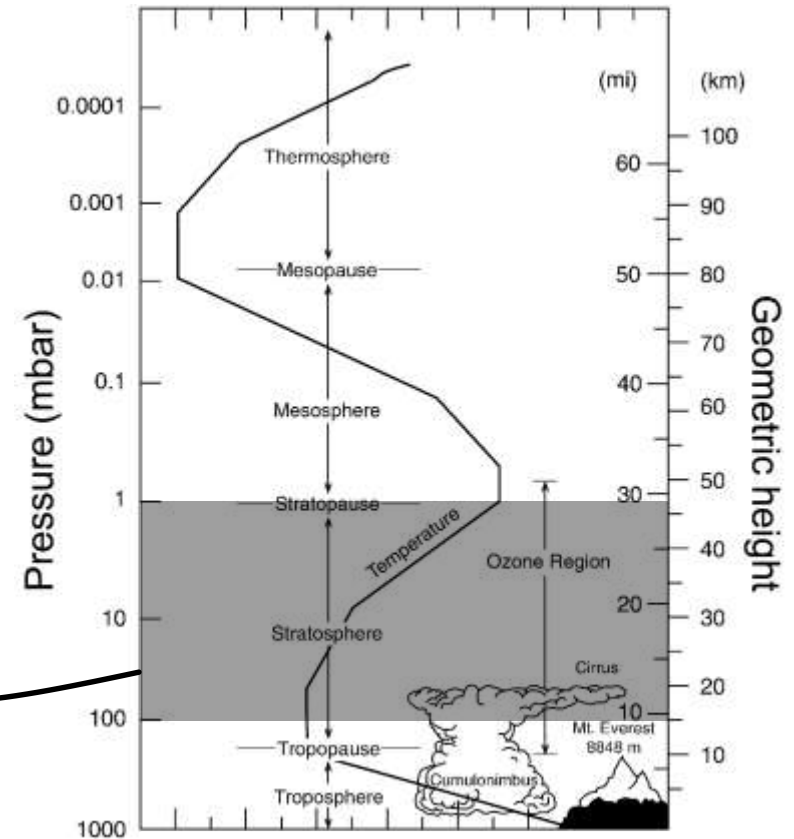 Pressure (mbar)
0.0001
0.001
0.01
0.1
1
10
100
1000
Thermosphere
Mesopause
Mesosphere
Stratopause
Temperature
Stratosphere
Tropopause
Troposphere
Ozone Region
Cirrus
Mt. Everest
8848 m
Cumulonimbus
(mi)
60
50
40
30
20
10
(km)
100
90
80
70
60
50
40
30
20
10
Geometric height